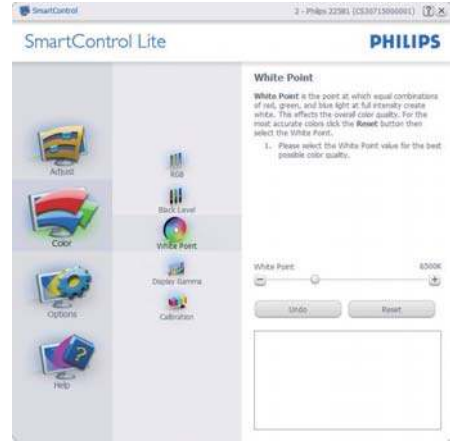 SmartControl
2 - Philips 225B1 (CS30715000001)
SmartControl Lite
PHILIPS
Adjust
Color
Options
Help
RGB
Black Level
White Point
Display Gamma
Calibration
White Point
White Point is the point at which equal combinations
of red, green, and blue light at full intensity create
white. This effects the overall color quality. For the
most accurate colors click the Reset button then
select the White Point.
1. Please select the White Point value for the best
possible color quality.
White Point
6500K
Undo
Reset